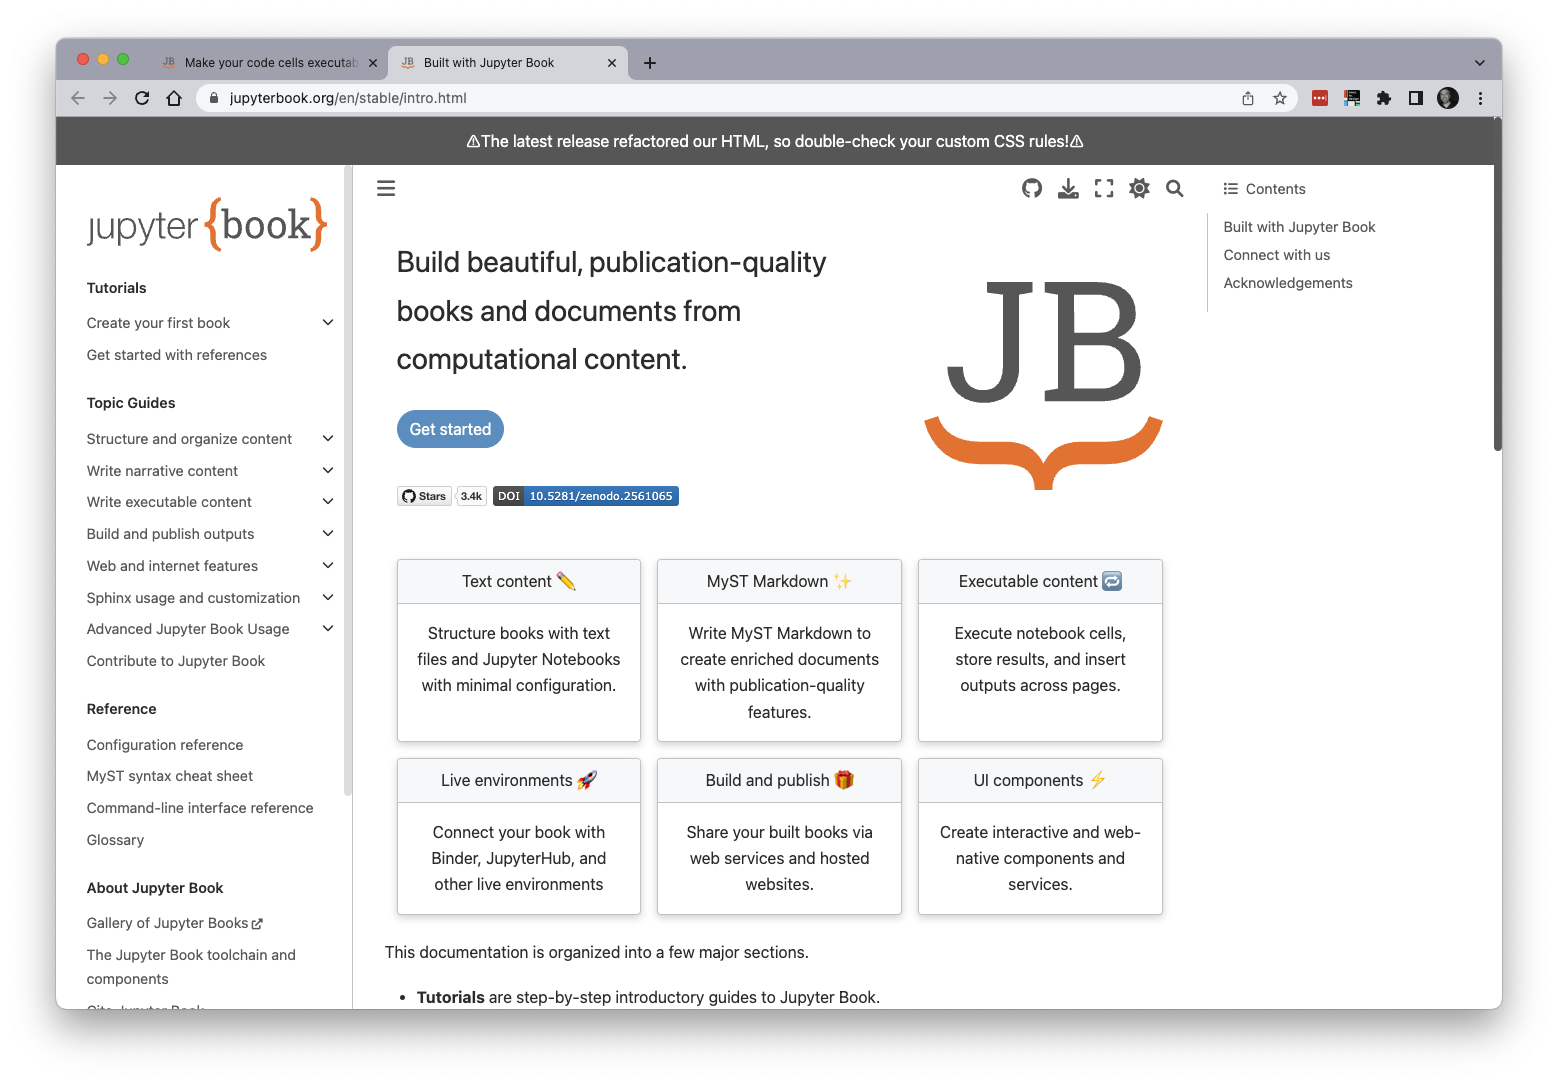 JB Make your code cells executab
JB Built with Jupyter Book
jupyterbook.org/en/stable/intro.html
⚠The latest release refactored our HTML, so double-check your custom CSS rules!⚠
jupyter {book}
Tutorials
Create your first book
Get started with references
Topic Guides
Structure and organize content
Write narrative content
Write executable content
Build and publish outputs
Web and internet features
Sphinx usage and customization
Advanced Jupyter Book Usage
Contribute to Jupyter Book
Reference
Configuration reference
MyST syntax cheat sheet
Command-line interface reference
Glossary
About Jupyter Book
Gallery of Jupyter Books
The Jupyter Book toolchain and
components
Build beautiful, publication-quality
books and documents from
computational content.
Get started
Stars 3.4k DOI 10.5281/zenodo.2561065
JB
Text content ✏️
Structure books with text
files and Jupyter Notebooks
with minimal configuration.
MyST Markdown ✨
Write MyST Markdown to
create enriched documents
with publication-quality
features.
Executable content 🔁
Execute notebook cells,
store results, and insert
outputs across pages.
Live environments 🚀
Connect your book with
Binder, JupyterHub, and
other live environments
Build and publish 🎁
Share your built books via
web services and hosted
websites.
UI components ⚡
Create interactive and web-
native components and
services.
This documentation is organized into a few major sections.
• Tutorials are step-by-step introductory guides to Jupyter Book.
Contents
Built with Jupyter Book
Connect with us
Acknowledgements